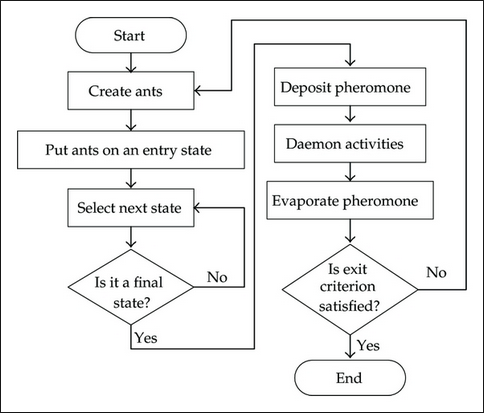 Start
Create ants
Put ants on an entry state
Select next state
Is it a final
state?
No
Yes
Deposit pheromone
Daemon activities
Evaporate pheromone
Is exit
criterion
satisfied?
No
Yes
End